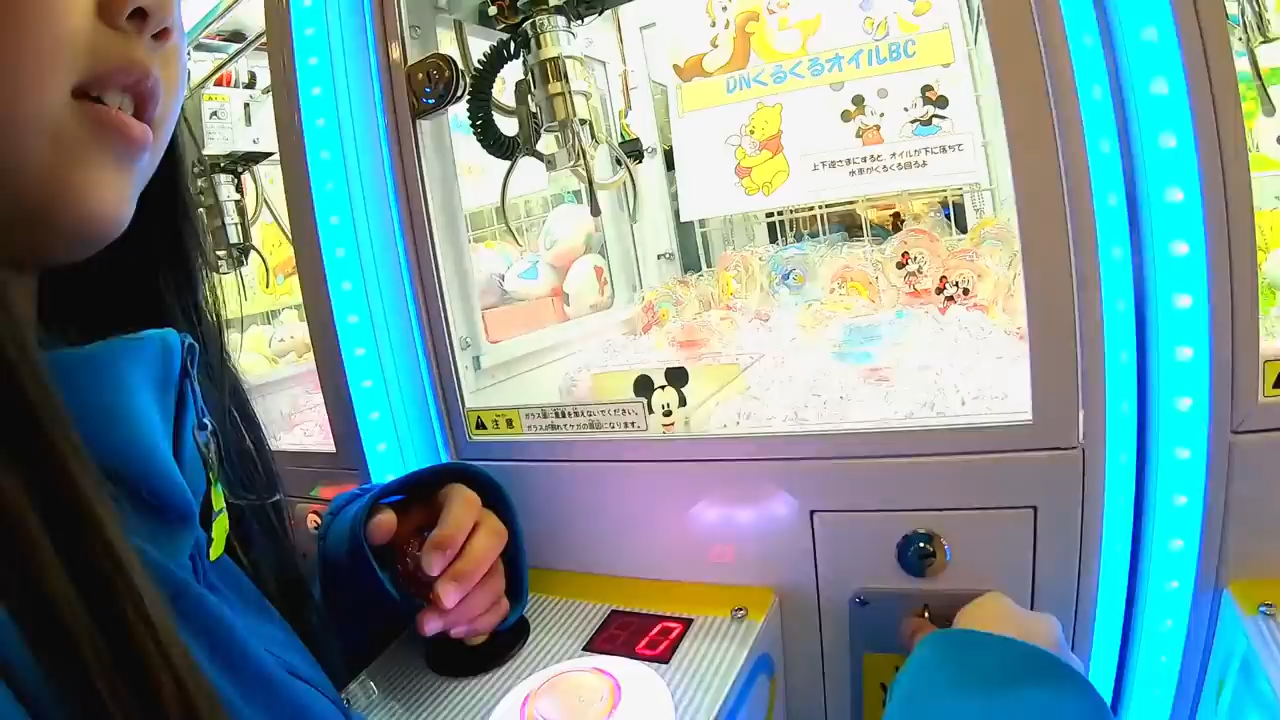 DNくるくるオイルBC
上下逆さまにすると、オイルが下に落ちて
水車がくるくる回るよ
注意
ガラス面に重量を加えないでください。
ガラスが割れてケガの原因になります。
0